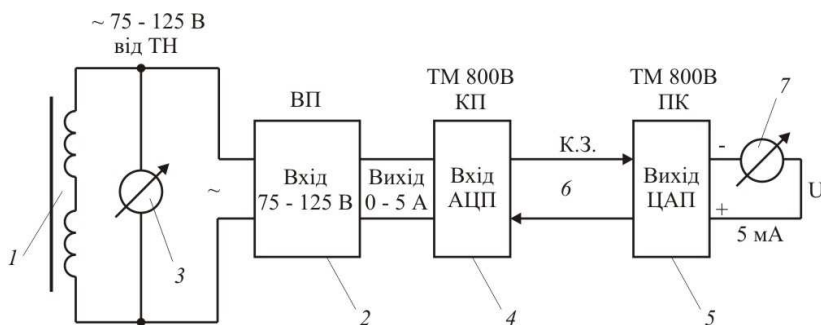 ~ 75 - 125 В
від ТН
ВП
ТМ 800В
КП
ТМ 800В
ПК
7
К.З.
-
~
Вхід
75 - 125 В
Вихід
0 - 5 А
Вхід
АЦП
6
Вихід
ЦАП
U
+
5 мА
1
3
2
4
5